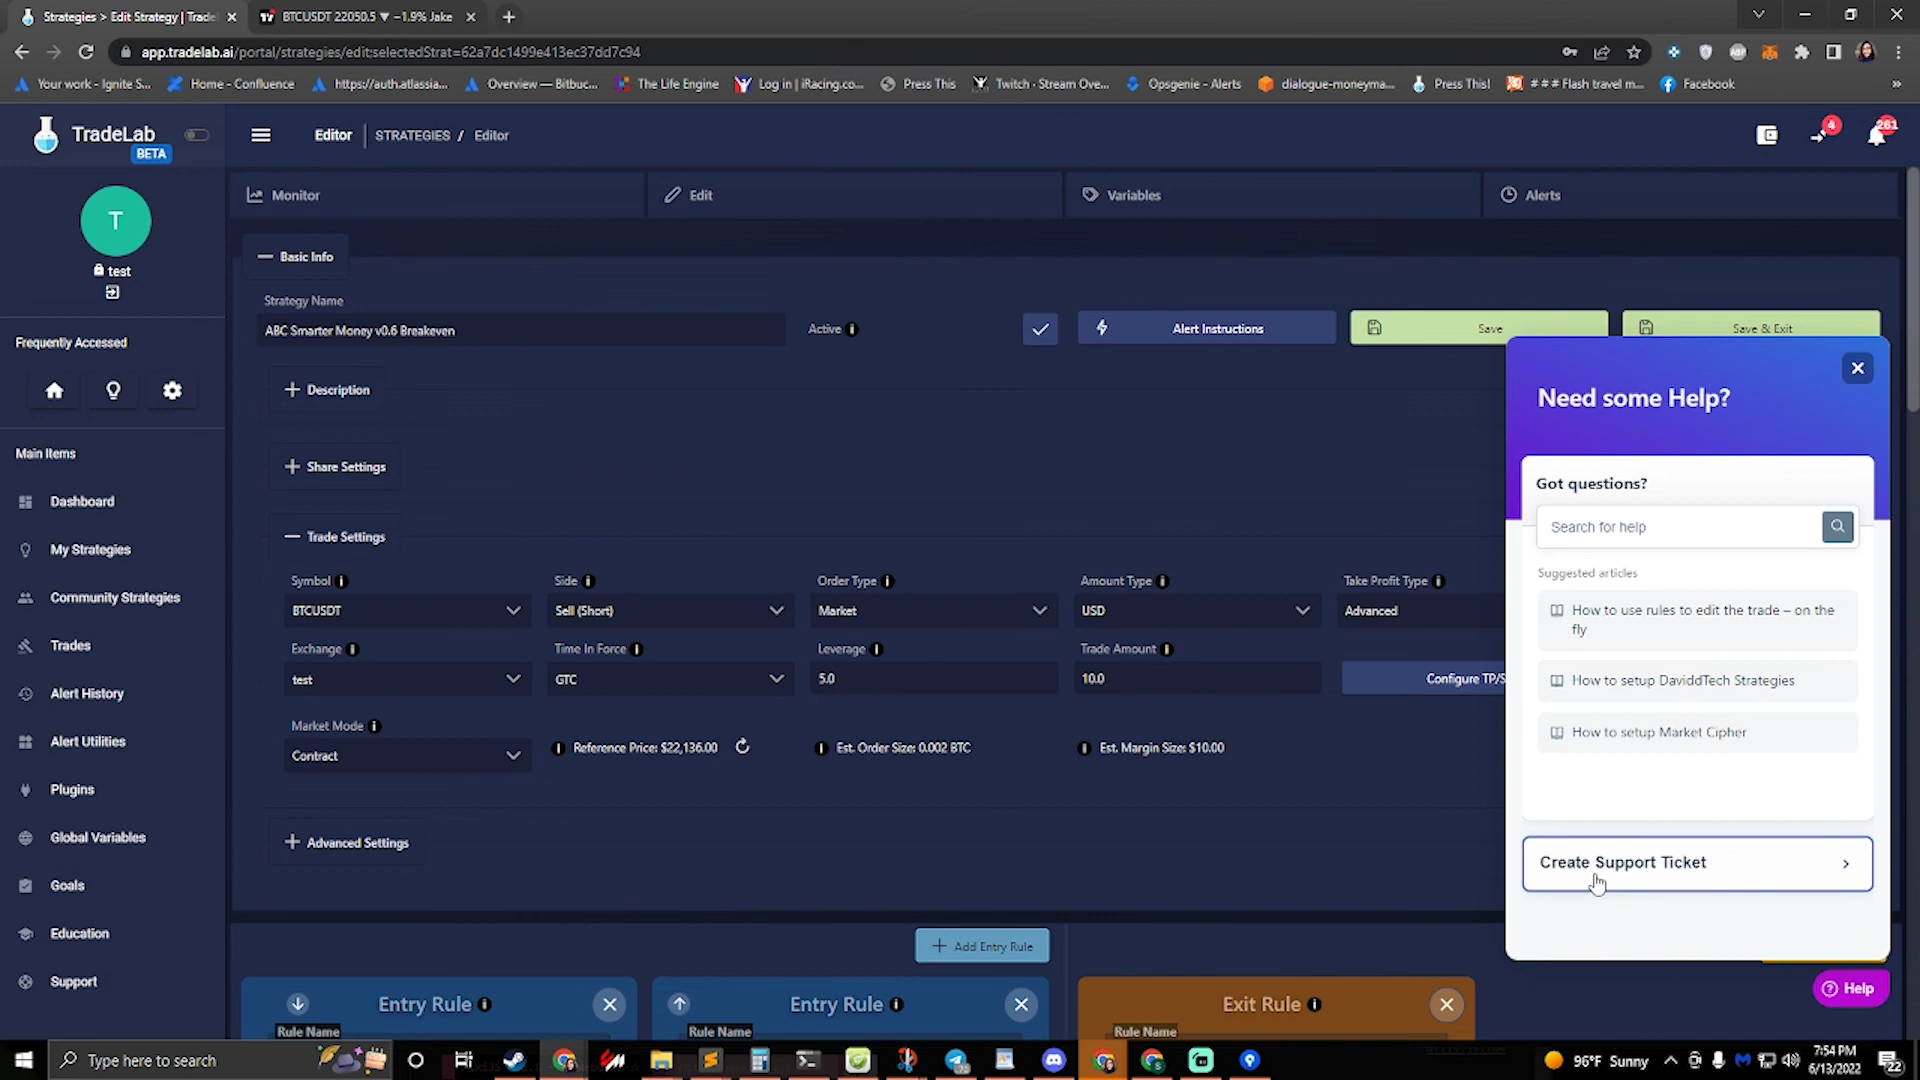 Strategies > Edit Strategy | Trade
BTCUSDT 22050.5 ▼ −1.9% Jake
app.tradelab.ai/portal/strategies/edit;selectedStrat=62a7dc1499e413ec37dd7c94
Your work - Ignite S...
Home - Confluence
https://auth.atlassia...
Overview — Bitbuc...
The Life Engine
Log in | iRacing.co...
Press This
Twitch - Stream Ove...
Opsgenie - Alerts
dialogue-moneyma...
Press This!
# # # Flash travel m...
Facebook
»
TradeLab
BETA
Editor
STRATEGIES / Editor
4
261
T
test
Frequently Accessed
Main Items
Dashboard
My Strategies
Community Strategies
Trades
Alert History
Alert Utilities
Plugins
Global Variables
Goals
Education
Support
Monitor
Edit
Variables
Alerts
Basic Info
Strategy Name
ABC Smarter Money v0.6 Breakeven
Active
Alert Instructions
Save
Save & Exit
Description
Share Settings
Trade Settings
Symbol
Side
Order Type
Amount Type
Take Profit Type
BTCUSDT
Sell (Short)
Market
USD
Advanced
Exchange
Time In Force
Leverage
Trade Amount
test
GTC
5.0
10.0
Configure TP/S
Market Mode
Contract
Reference Price: $22,136.00
Est. Order Size: 0.002 BTC
Est. Margin Size: $10.00
Advanced Settings
Add Entry Rule
Entry Rule
Rule Name
Entry Rule
Rule Name
Exit Rule
Rule Name
Need some Help?
Got questions?
Search for help
Suggested articles
How to use rules to edit the trade – on the
fly
How to setup DaviddTech Strategies
How to setup Market Cipher
Create Support Ticket
Help
Type here to search
96°F Sunny
7:54 PM
6/13/2022
22